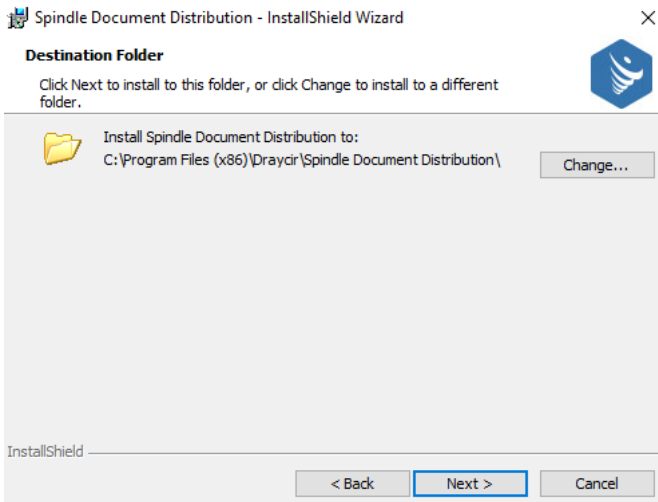 Spindle Document Distribution - InstallShield Wizard
Destination Folder
Click Next to install to this folder, or click Change to install to a different
folder.
Install Spindle Document Distribution to:
C:\Program Files (x86)\Draycir\Spindle Document Distribution\
Change...
InstallShield
< Back
Next >
Cancel